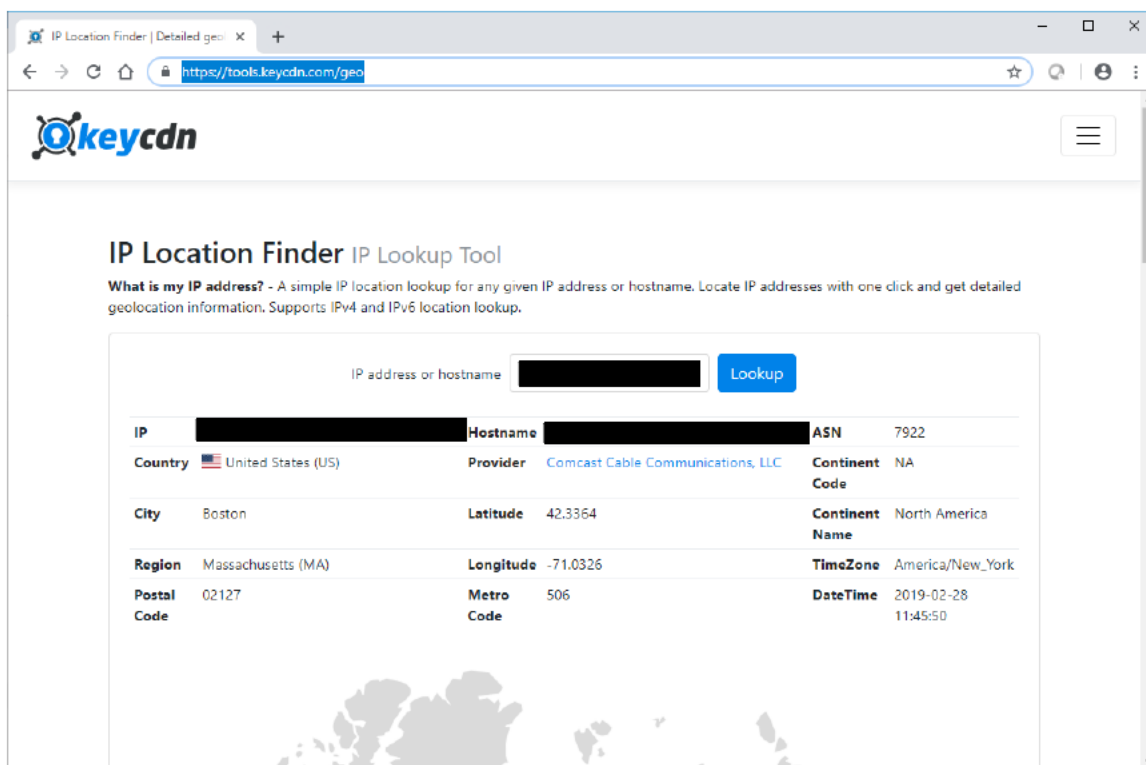 IP Location Finder | Detailed geo
https://tools.keycdn.com/geo
keycdn
IP Location Finder IP Lookup Tool
What is my IP address? - A simple IP location lookup for any given IP address or hostname. Locate IP addresses with one click and get detailed
geolocation information. Supports IPv4 and IPv6 location lookup.
IP address or hostname Lookup
IP Hostname ASN 7922
Country United States (US) Provider Comcast Cable Communications, LLC Continent NA
Code
City Boston Latitude 42.3364 Continent North America
Name
Region Massachusetts (MA) Longitude -71.0326 TimeZone America/New_York
Postal 02127 Metro 506 DateTime 2019-02-28
Code Code 11:45:50